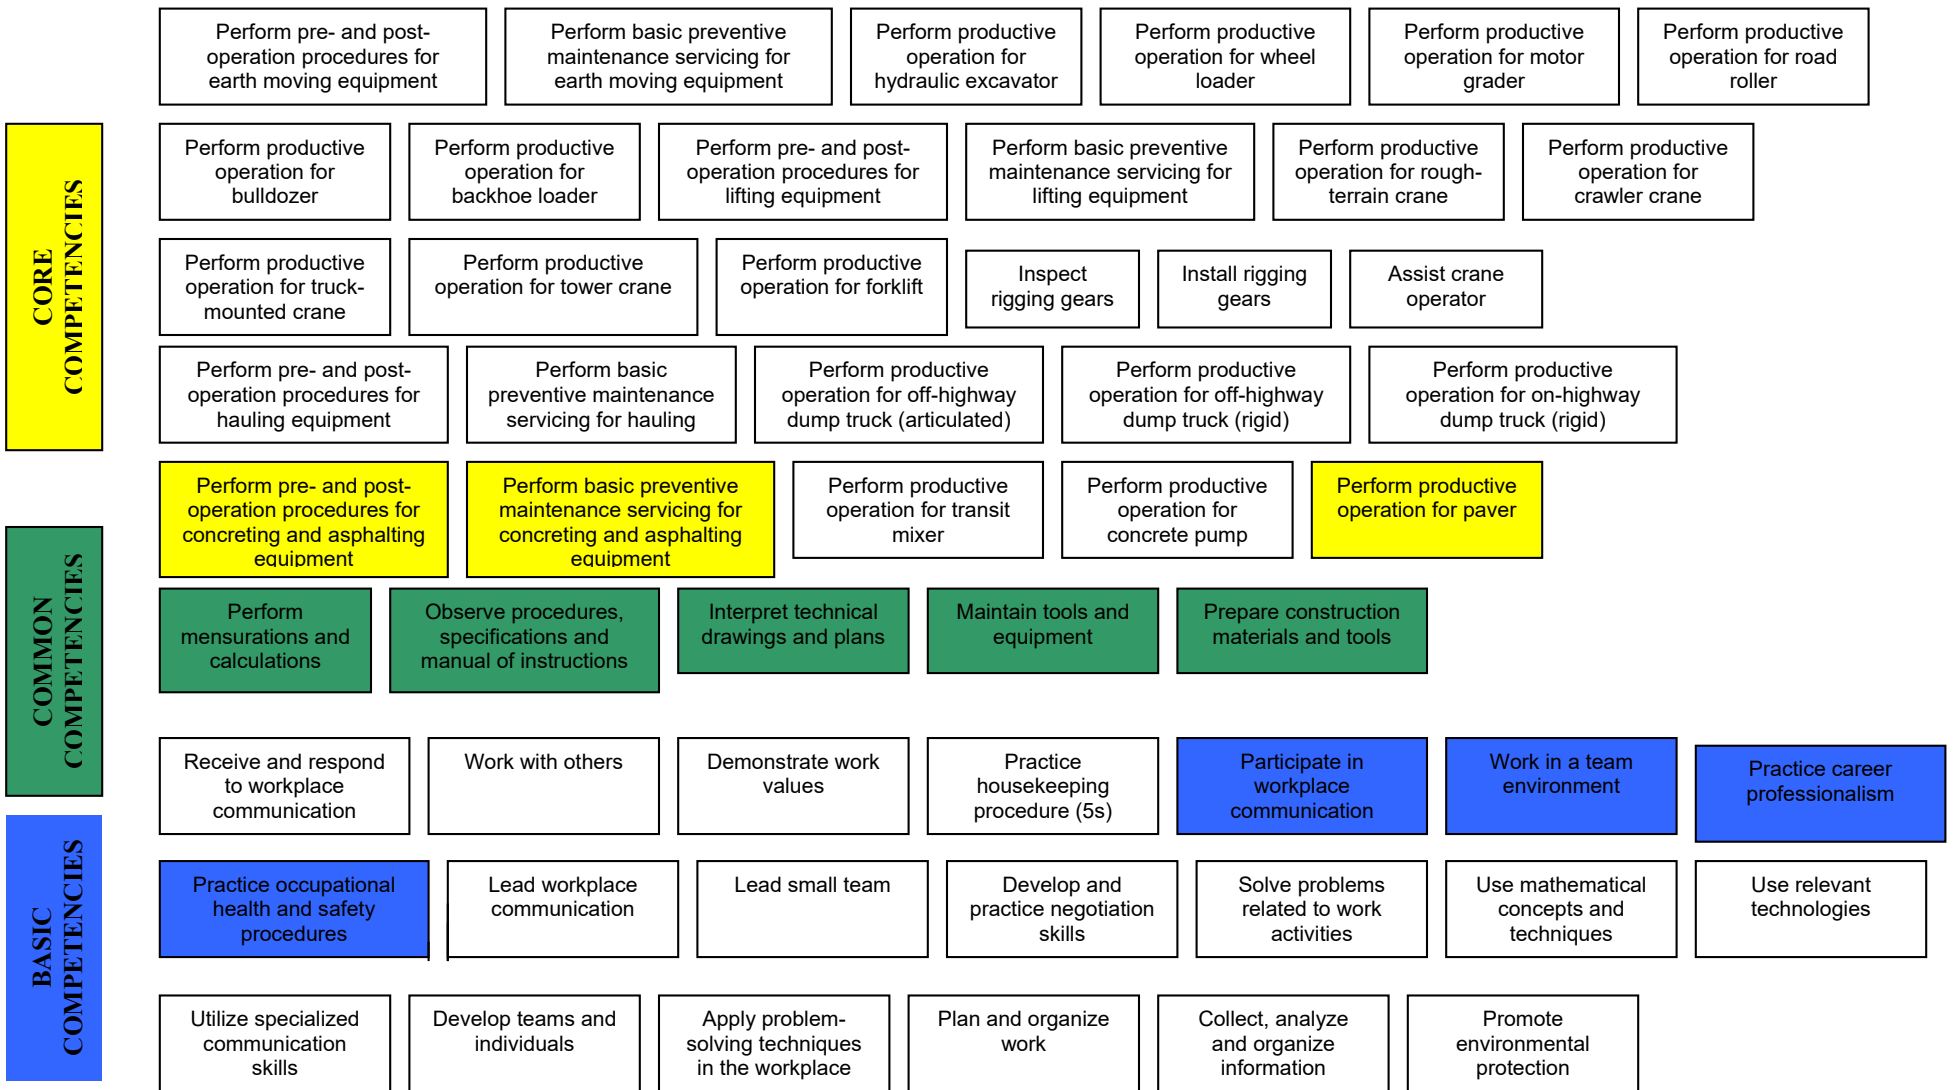 Perform pre- and post-
operation procedures for
earth moving equipment
Perform basic preventive
maintenance servicing for
earth moving equipment
Perform productive
operation for
hydraulic excavator
Perform productive
operation for wheel
loader
Perform productive
operation for motor
grader
Perform productive
operation for road
roller
CORE
COMPETENCIES
Perform productive
operation for
bulldozer
Perform productive
operation for
backhoe loader
Perform pre- and post-
operation procedures for
lifting equipment
Perform basic preventive
maintenance servicing for
lifting equipment
Perform productive
operation for rough-
terrain crane
Perform productive
operation for
crawler crane
Perform productive
operation for truck-
mounted crane
Perform productive
operation for tower crane
Perform productive
operation for forklift
Inspect
rigging gears
Install rigging
gears
Assist crane
operator
Perform pre- and post-
operation procedures for
hauling equipment
Perform basic
preventive maintenance
servicing for hauling
Perform productive
operation for off-highway
dump truck (articulated)
Perform productive
operation for off-highway
dump truck (rigid)
Perform productive
operation for on-highway
dump truck (rigid)
Perform pre- and post-
operation procedures for
concreting and asphalting
equipment
Perform basic preventive
maintenance servicing for
concreting and asphalting
equipment
Perform productive
operation for transit
mixer
Perform productive
operation for
concrete pump
Perform productive
operation for paver
COMMON
COMPETENCIES
Perform
mensurations and
calculations
Observe procedures,
specifications and
manual of instructions
Interpret technical
drawings and plans
Maintain tools and
equipment
Prepare construction
materials and tools
Receive and respond
to workplace
communication
Work with others
Demonstrate work
values
Practice
housekeeping
procedure (5s)
Participate in
workplace
communication
Work in a team
environment
Practice career
professionalism
BASIC
COMPETENCIES
Practice occupational
health and safety
procedures
Lead workplace
communication
Lead small team
Develop and
practice negotiation
skills
Solve problems
related to work
activities
Use mathematical
concepts and
techniques
Use relevant
technologies
Utilize specialized
communication
skills
Develop teams and
individuals
Apply problem-
solving techniques
in the workplace
Plan and organize
work
Collect, analyze
and organize
information
Promote
environmental
protection